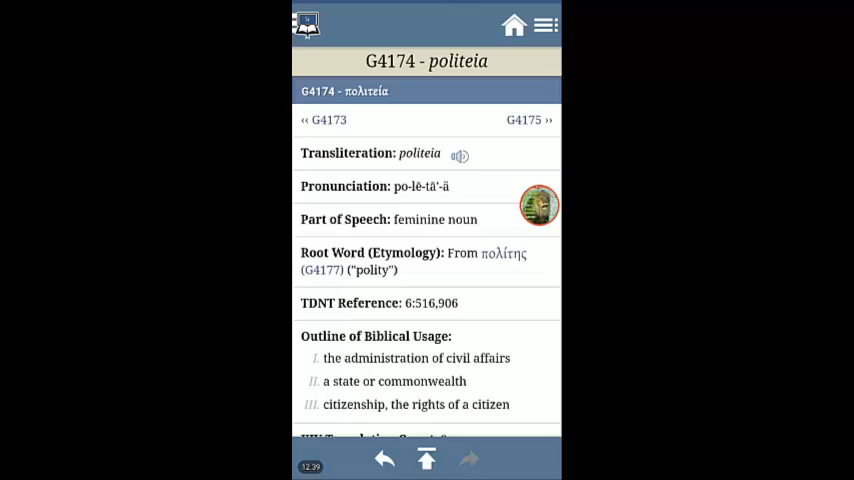 G4174 - politeia
G4174 - πολιτεία
‹‹ G4173 G4175 ››
Transliteration: politeia
Pronunciation: po-lē-tā'-ä
Part of Speech: feminine noun
Root Word (Etymology): From πολίτης
(G4177) ("polity")
TDNT Reference: 6:516,906
Outline of Biblical Usage:
I. the administration of civil affairs
II. a state or commonwealth
III. citizenship, the rights of a citizen
12.39